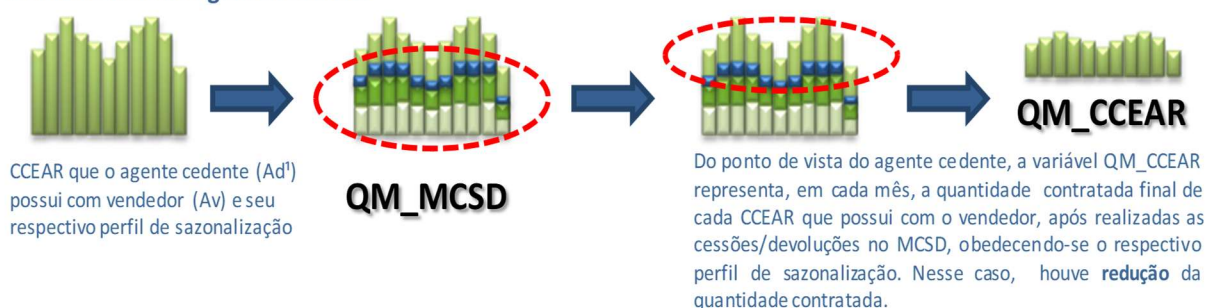 CCEAR que o agente cedente (Ad¹)
possui com vendedor (Av) e seu
respectivo perfil de sazonalização
QM_MCSD
QM_CCEAR
Do ponto de vista do agente cedente, a variável QM_CCEAR
representa, em cada mês, a quantidade contratada final de
cada CCEAR que possui com o vendedor, após realizadas as
cessões/devoluções no MCSD, obedecendo-se o respectivo
perfil de sazonalização. Nesse caso, houve redução da
quantidade contratada.